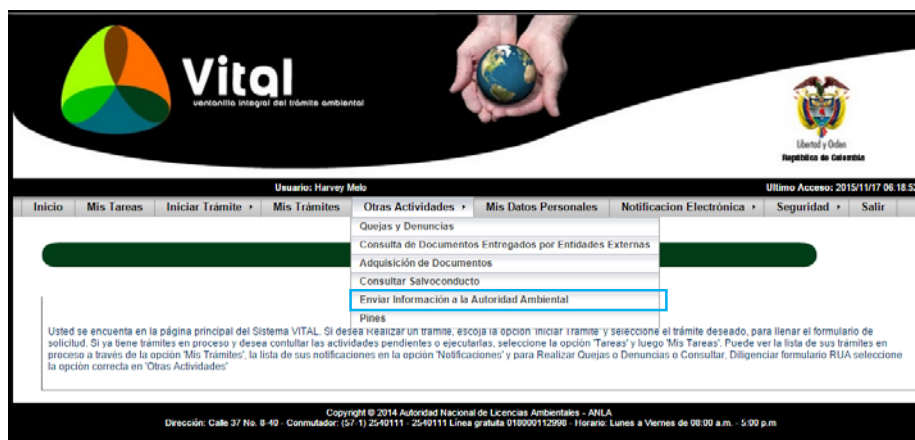 Vital
ventanilla integral del trámite ambiental
Libertad y Orden
República de Colombia
Usuario: Harvey Melo
Ultimo Acceso: 2015/11/17 06.18.52
Inicio Mis Tareas Iniciar Trámite Mis Trámites Otras Actividades Mis Datos Personales Notificacion Electrónica Seguridad Salir
Quejas y Denuncias
Consulta de Documentos Entregados por Entidades Externas
Adquisición de Documentos
Consultar Salvoconducto
Enviar Información a la Autoridad Ambiental
Pines
Usted se encuenta en la página principal del Sistema VITAL. Si desea Realizar un trámite, escoja la opción 'Iniciar Trámite' y seleccione el trámite deseado, para llenar el formulario de
solicitud. Si ya tiene trámites en proceso y desea contultar las actividades pendientes o ejecutarlas, seleccione la opción 'Tareas' y luego 'Mis Tareas'. Puede ver la lista de sus trámites en
proceso a través de la opción 'Mis Trámites', la lista de sus notificaciones en la opción 'Notificaciones' y para Realizar Quejas o Denuncias o Consultar, Diligenciar formulario RUA seleccione
la opción correcta en 'Otras Actividades'
Copyright © 2014 Autoridad Nacional de Licencias Ambientales - ANLA
Dirección: Calle 37 No. 8-40 - Conmutador: (57-1) 2540111 - 2540111 Línea gratuita 018000112998 - Horario: Lunes a Viernes de 08:00 a.m. - 5:00 p.m